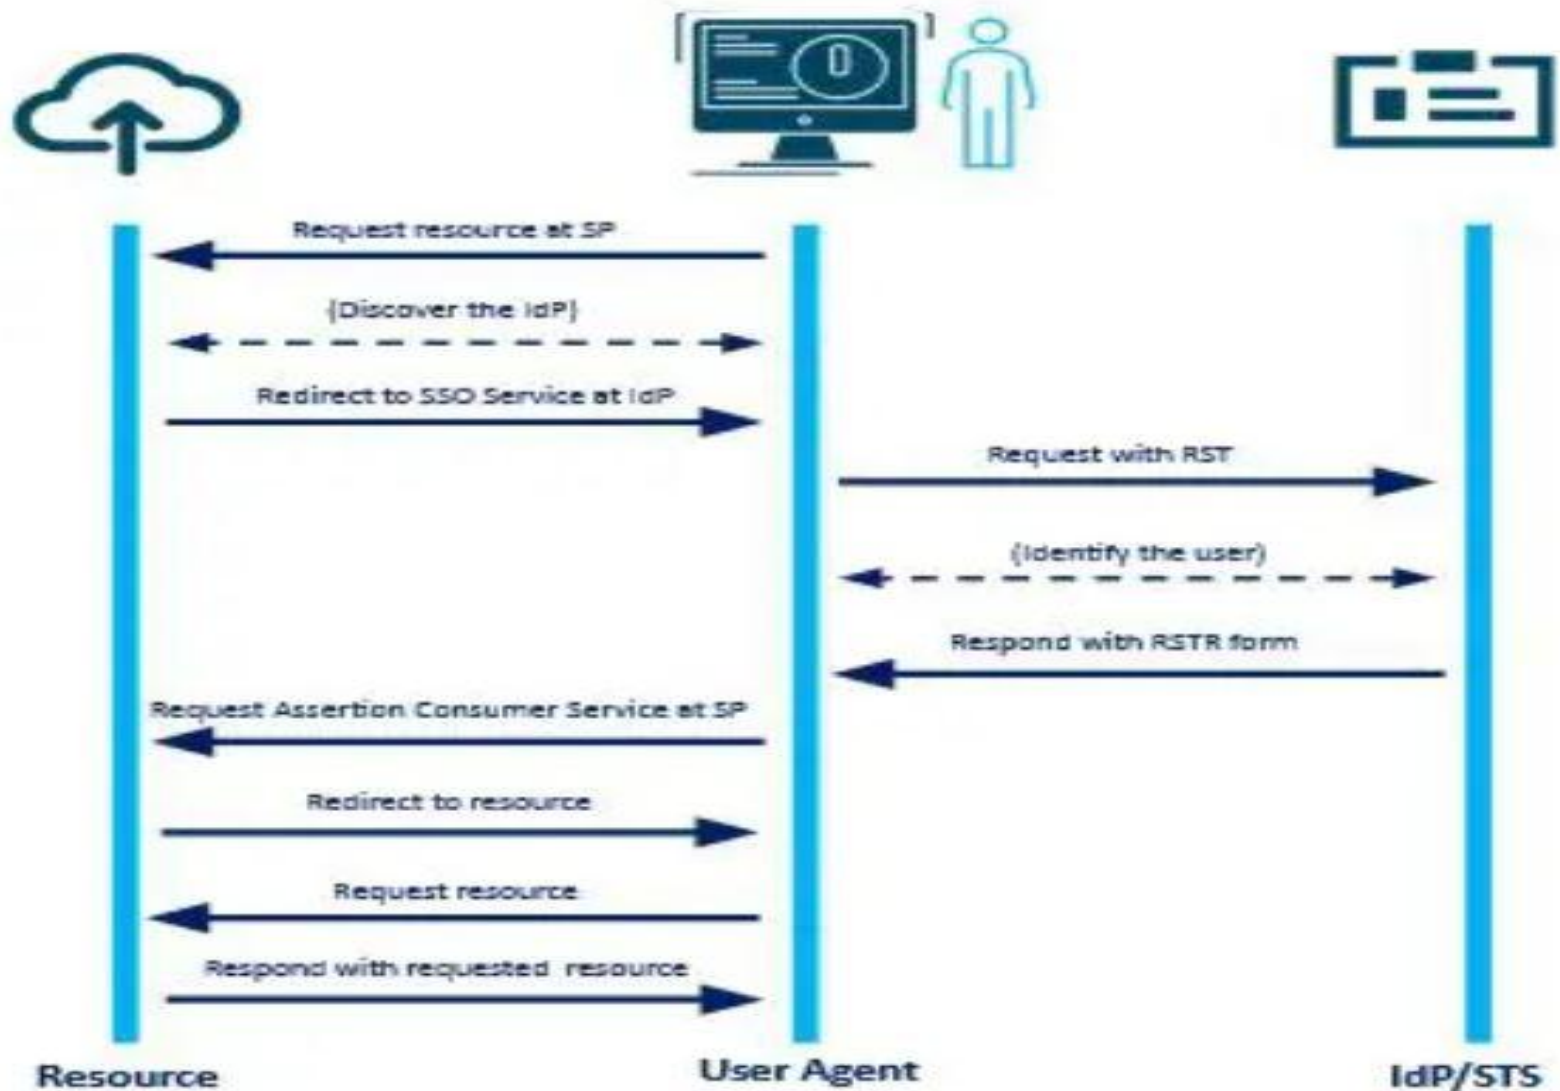 Request resource at SP
(Discover the IdP)
Redirect to SSO Service at IdP
Request with RST
(Identify the user)
Respond with RSTR form
Request Assertion Consumer Service at SP
Redirect to resource
Request resource
Respond with requested resource
Resource
User Agent
IdP/STS